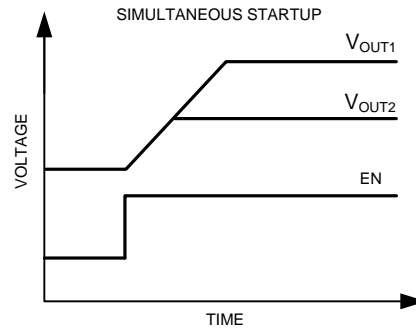 SIMULTANEOUS STARTUP
VOUT1
VOUT2
EN
VOLTAGE
TIME